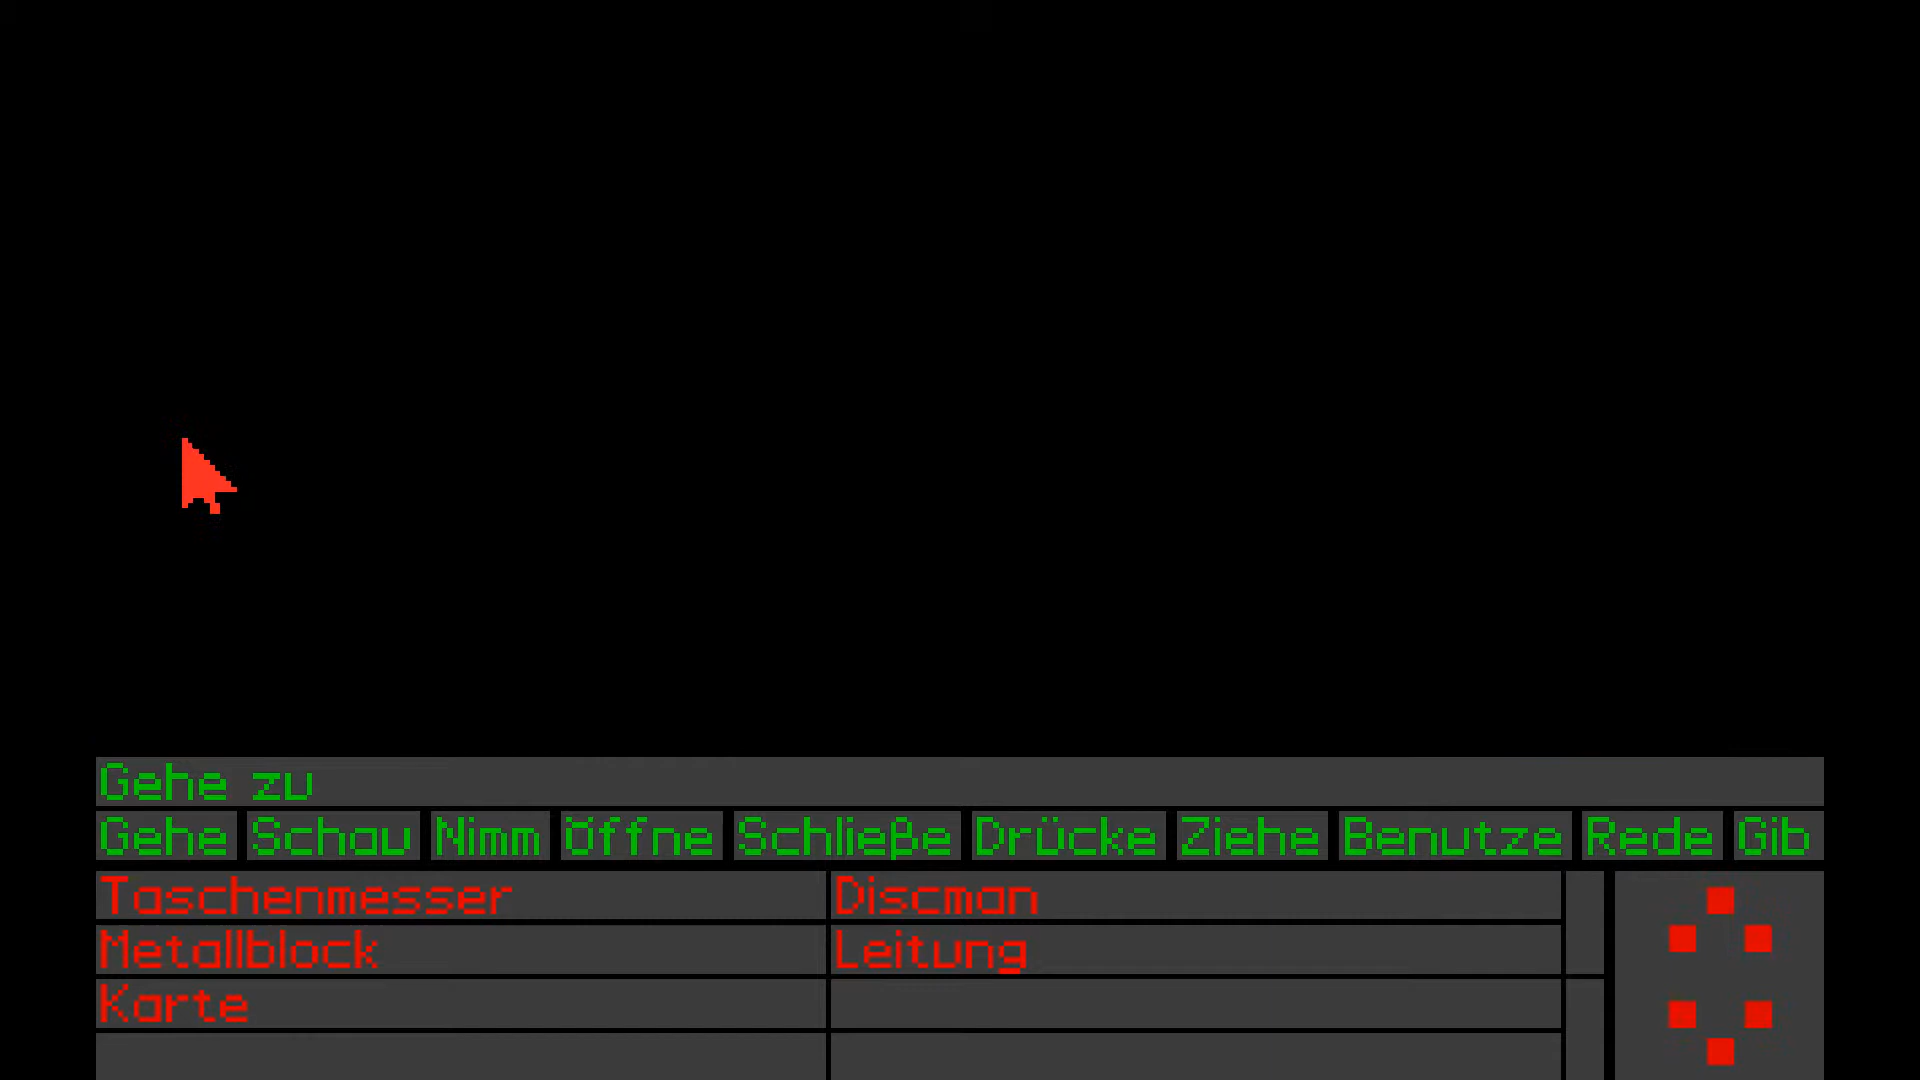 Gehe zu
Gehe Schau Nimm Öffne Schließe Drücke Ziehe Benutze Rede Gib
Taschenmesser Discman
Metallblock Leitung
Karte